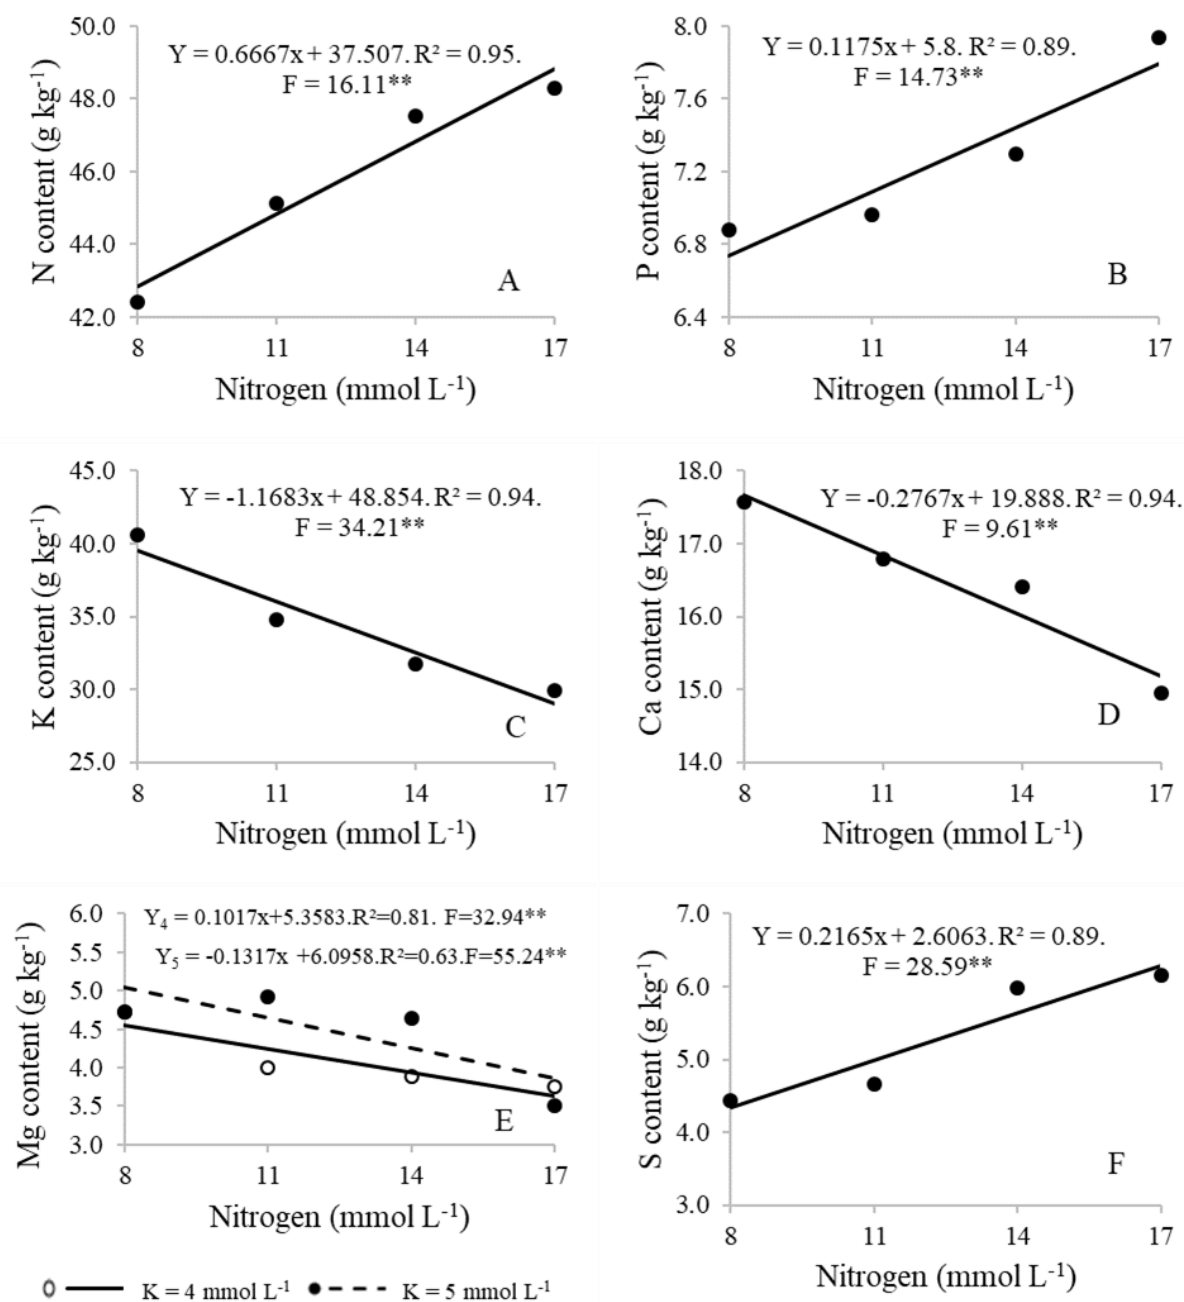 Y = 0.6667x + 37.507. R² = 0.95.
F = 16.11**
N content (g kg⁻¹)
50.0
48.0
46.0
44.0
42.0
A
8 11 14 17
Nitrogen (mmol L⁻¹)
Y = 0.1175x + 5.8. R² = 0.89.
F = 14.73**
P content (g kg⁻¹)
8.0
7.6
7.2
6.8
6.4
B
8 11 14 17
Nitrogen (mmol L⁻¹)
Y = -1.1683x + 48.854. R² = 0.94.
F = 34.21**
K content (g kg⁻¹)
45.0
40.0
35.0
30.0
25.0
C
8 11 14 17
Nitrogen (mmol L⁻¹)
Y = -0.2767x + 19.888. R² = 0.94.
F = 9.61**
Ca content (g kg⁻¹)
18.0
17.0
16.0
15.0
14.0
D
8 11 14 17
Nitrogen (mmol L⁻¹)
Y₄ = 0.1017x+5.3583.R²=0.81. F=32.94**
Y₅ = -0.1317x +6.0958.R²=0.63.F=55.24**
Mg content (g kg⁻¹)
6.0
5.5
5.0
4.5
4.0
3.5
3.0
E
8 11 14 17
Nitrogen (mmol L⁻¹)
K = 4 mmol L⁻¹ K = 5 mmol L⁻¹
Y = 0.2165x + 2.6063. R² = 0.89.
F = 28.59**
S content (g kg⁻¹)
7.0
6.0
5.0
4.0
3.0
F
8 11 14 17
Nitrogen (mmol L⁻¹)